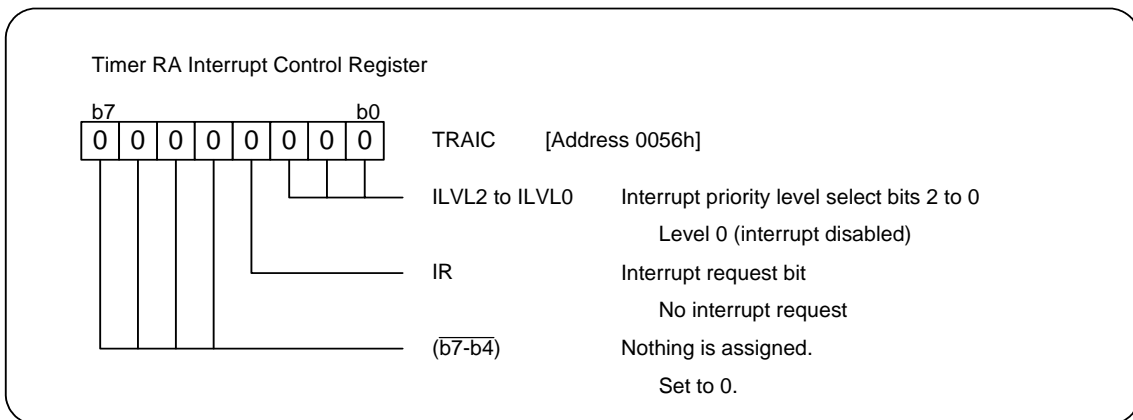 Timer RA Interrupt Control Register
b7 b0
0 0 0 0 0 0 0 0 TRAIC [Address 0056h]
ILVL2 to ILVL0 Interrupt priority level select bits 2 to 0
Level 0 (interrupt disabled)
IR Interrupt request bit
No interrupt request
(b7-b4) Nothing is assigned.
Set to 0.